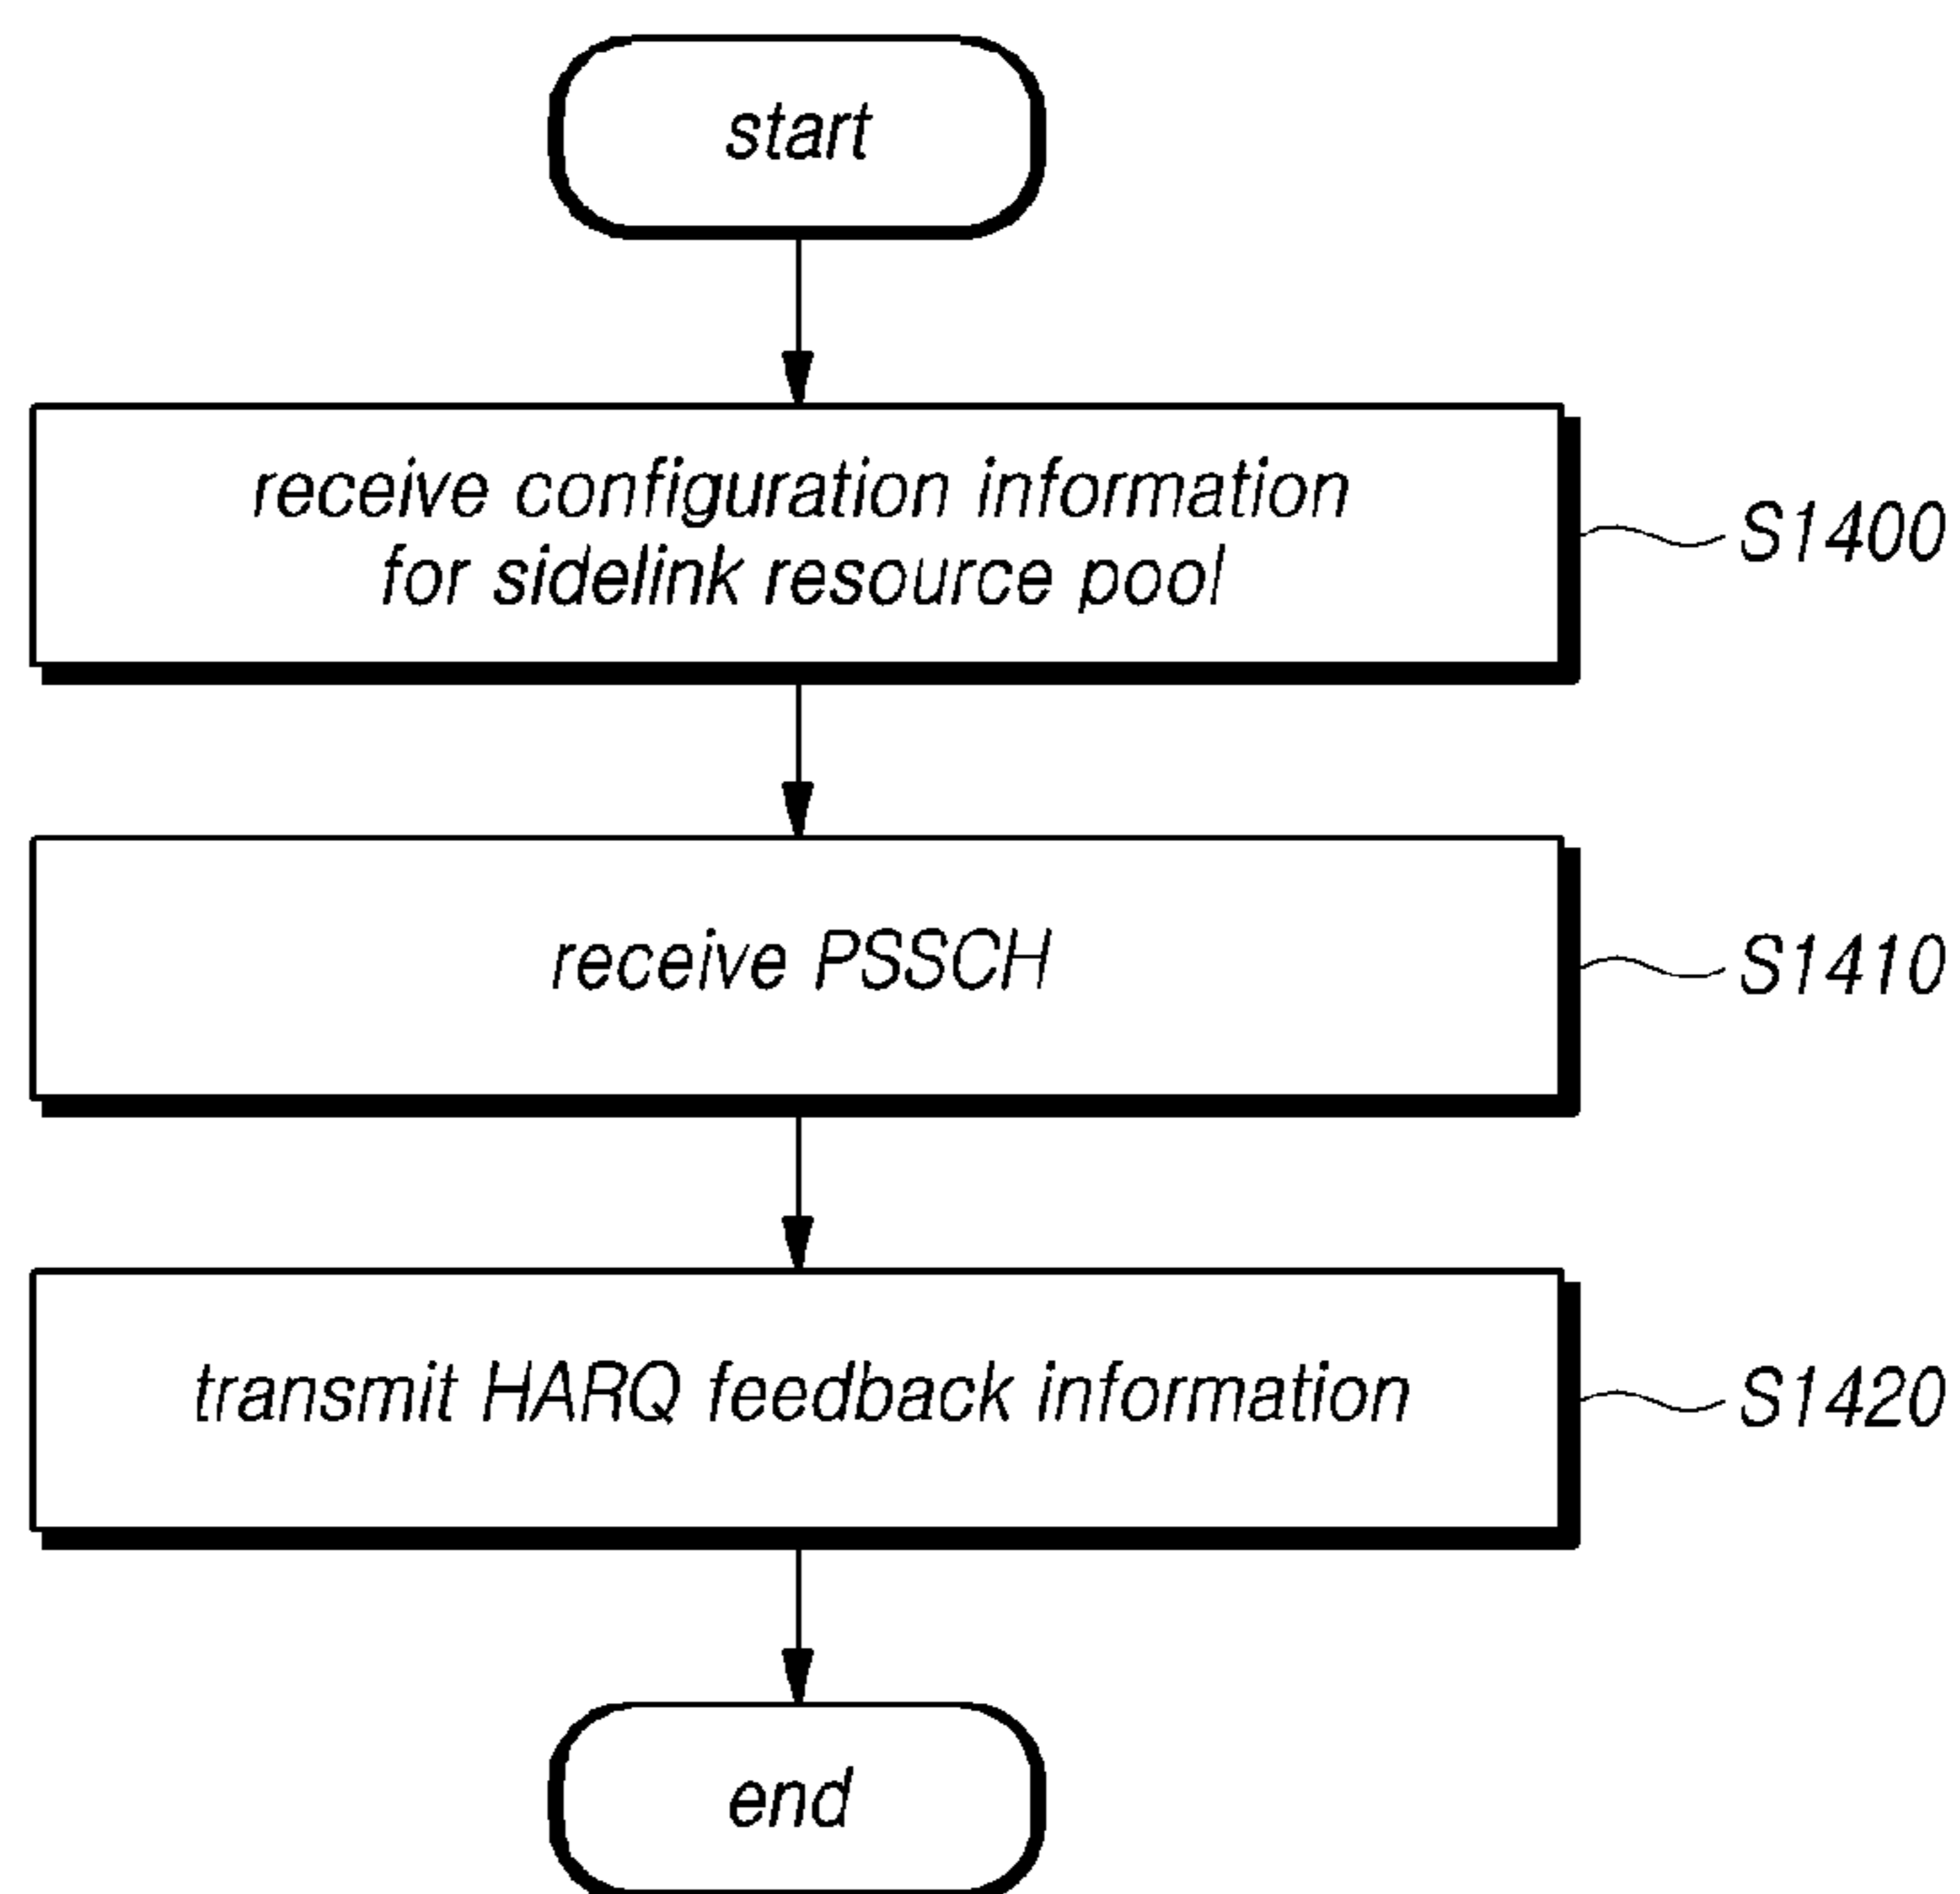 start
receive configuration information
for sidelink resource pool
S1400
receive PSSCH
S1410
transmit HARQ feedback information
S1420
end